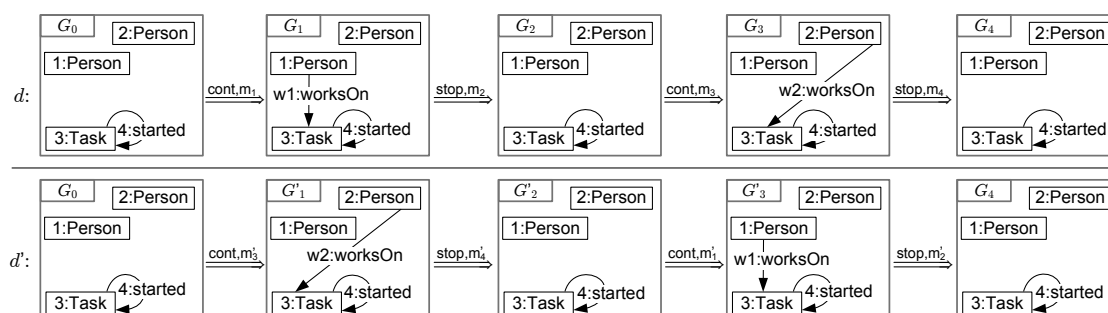 G0 2:Person G1 2:Person G2 2:Person G3 2:Person G4 2:Person
1:Person 1:Person 1:Person 1:Person 1:Person
d: cont,m1 w1:worksOn stop,m2 cont,m3 w2:worksOn stop,m4
3:Task 4:started 3:Task 4:started 3:Task 4:started 3:Task 4:started 3:Task 4:started
G0 2:Person G'1 2:Person G'2 2:Person G'3 2:Person G4 2:Person
1:Person 1:Person 1:Person 1:Person 1:Person
d': cont,m'3 w2:worksOn stop,m'4 cont,m'1 w1:worksOn stop,m'2
3:Task 4:started 3:Task 4:started 3:Task 4:started 3:Task 4:started 3:Task 4:started